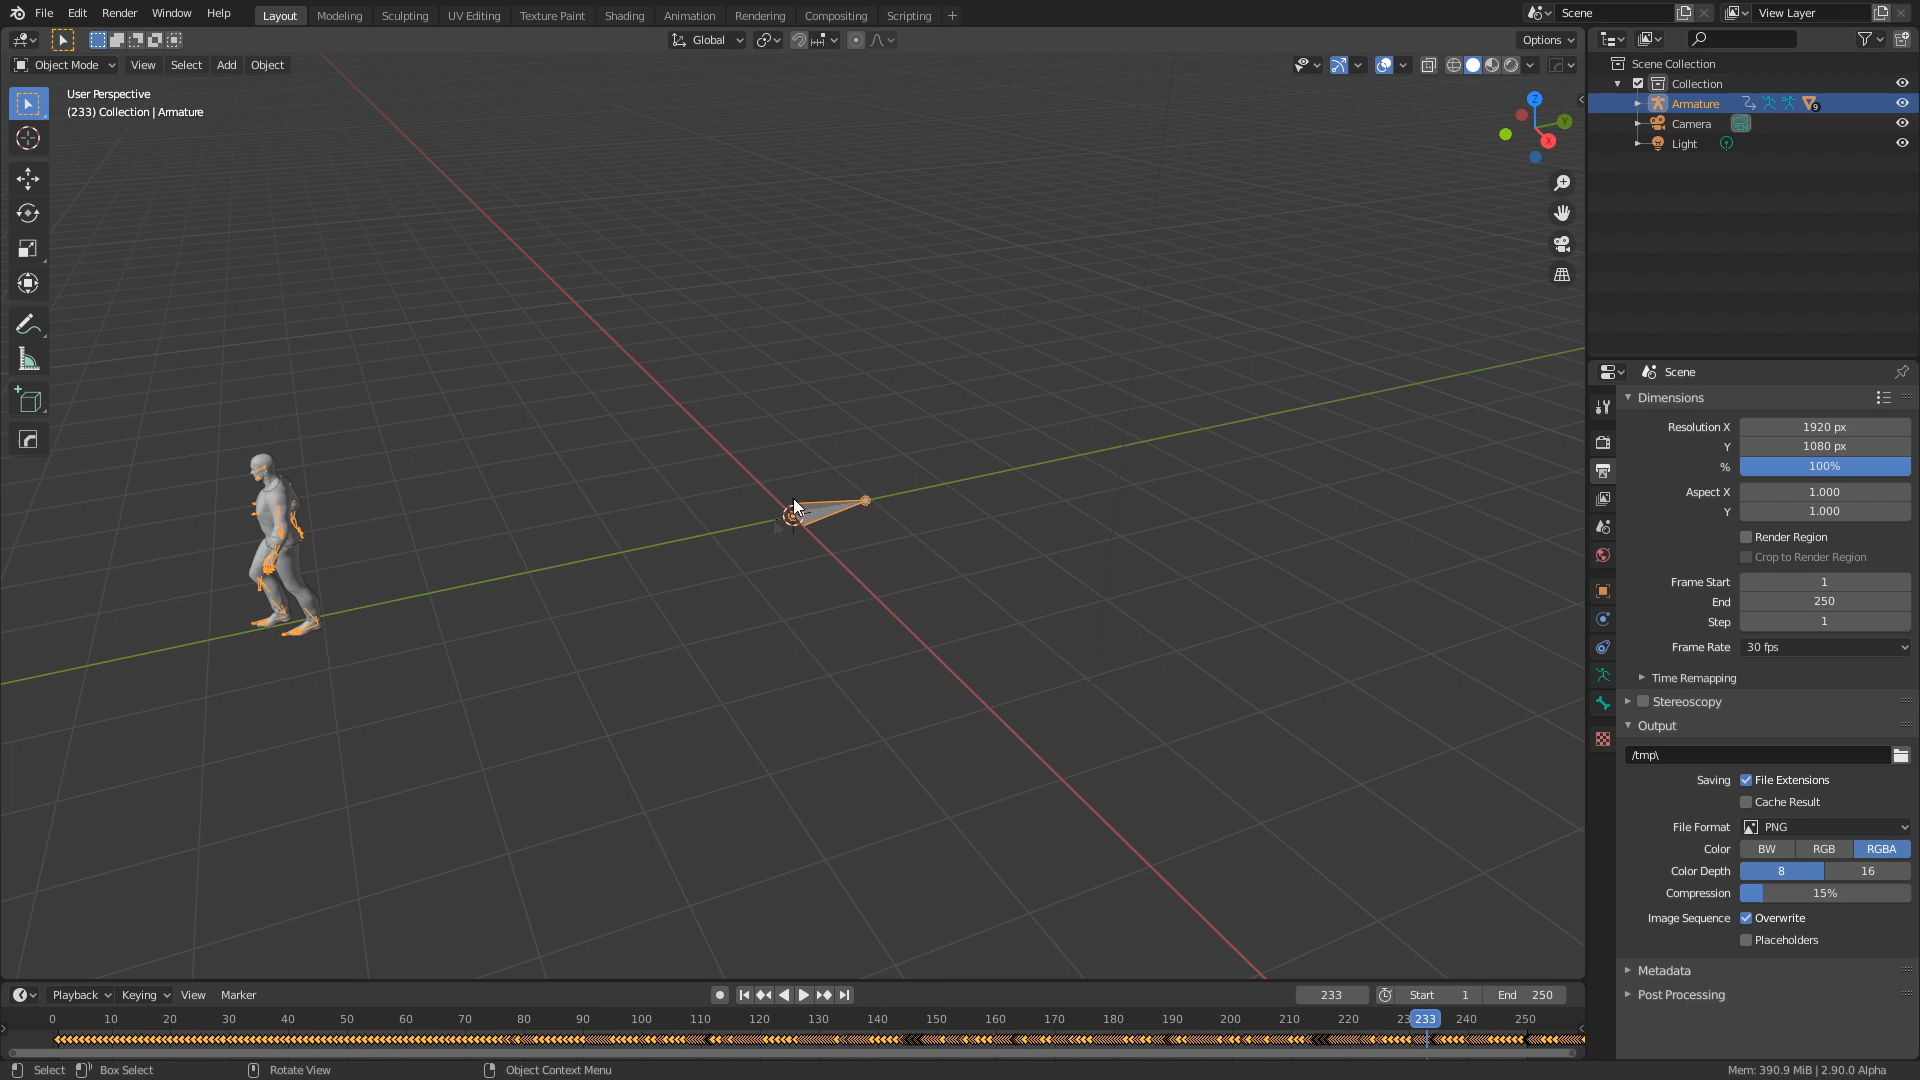 File Edit Render Window Help Layout Modeling Sculpting UV Editing Texture Paint Shading Animation Rendering Compositing Scripting + Scene View Layer
Global Options
Object Mode View Select Add Object
User Perspective
(233) Collection | Armature
Z
Y
X
Scene Collection
Collection
Armature 9
Camera
Light
Scene
Dimensions
Resolution X 1920 px
Y 1080 px
% 100%
Aspect X 1.000
Y 1.000
Render Region
Crop to Render Region
Frame Start 1
End 250
Step 1
Frame Rate 30 fps
Time Remapping
Stereoscopy
Output
/tmp\
Saving File Extensions
Cache Result
File Format PNG
Color BW RGB RGBA
Color Depth 8 16
Compression 15%
Image Sequence Overwrite
Placeholders
Metadata
Post Processing
Playback Keying View Marker 233 Start 1 End 250
0 10 20 30 40 50 60 70 80 90 100 110 120 130 140 150 160 170 180 190 200 210 220 233 240 250
Select Box Select Rotate View Object Context Menu Mem: 390.9 MiB | 2.90.0 Alpha